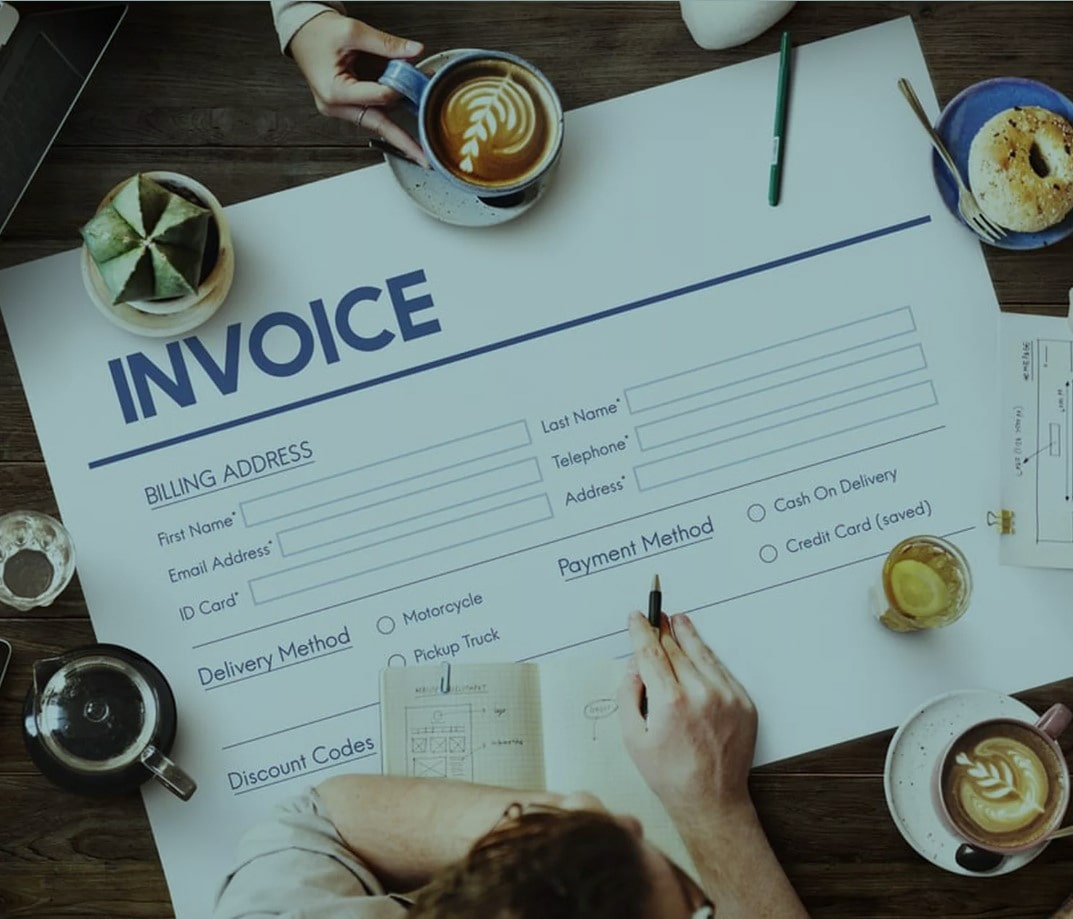 INVOICE
BILLING ADDRESS
First Name*
Last Name*
Email Address*
Telephone*
ID Card*
Address*
Delivery Method
Motorcycle
Pickup Truck
Payment Method
Cash On Delivery
Credit Card (saved)
Discount Codes